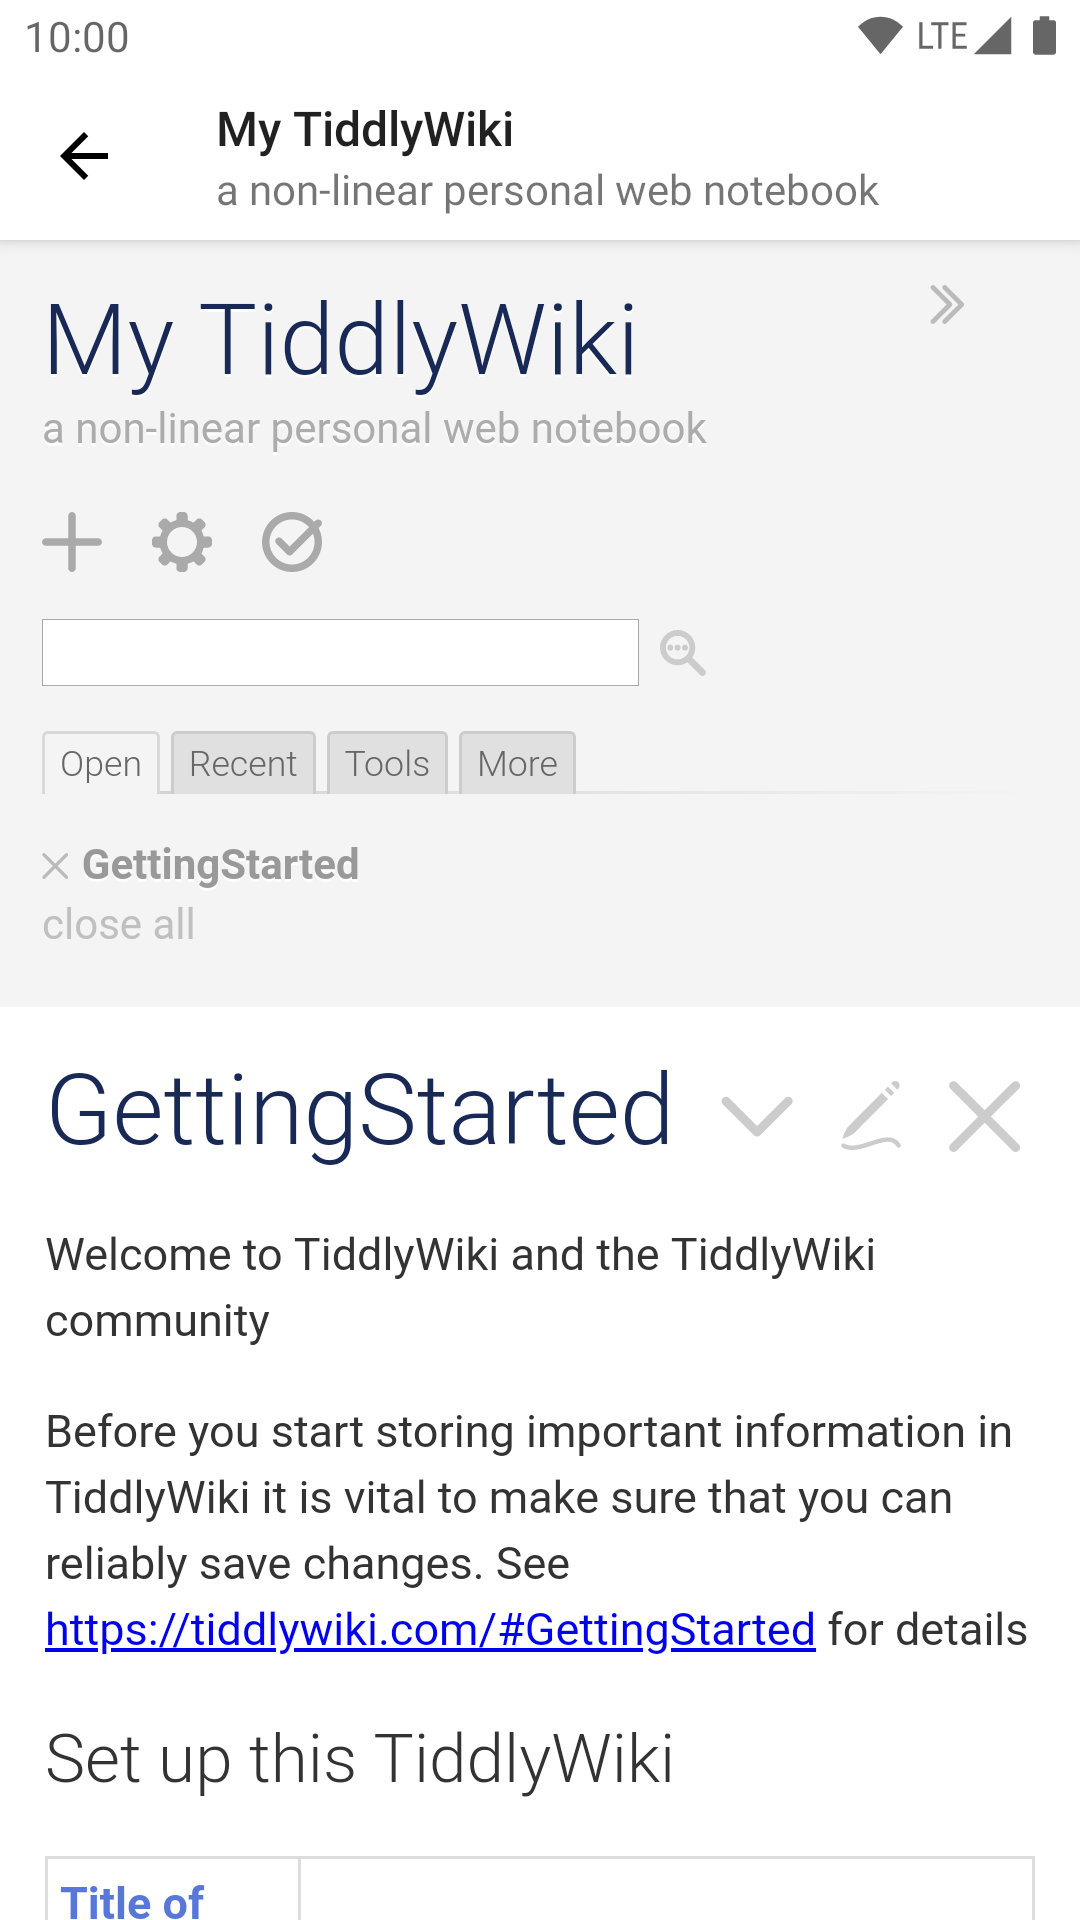 10:00
LTE
My TiddlyWiki
a non-linear personal web notebook
My TiddlyWiki
a non-linear personal web notebook
Open Recent Tools More
GettingStarted
close all
GettingStarted
Welcome to TiddlyWiki and the TiddlyWiki
community
Before you start storing important information in
TiddlyWiki it is vital to make sure that you can
reliably save changes. See
https://tiddlywiki.com/#GettingStarted for details
Set up this TiddlyWiki
Title of